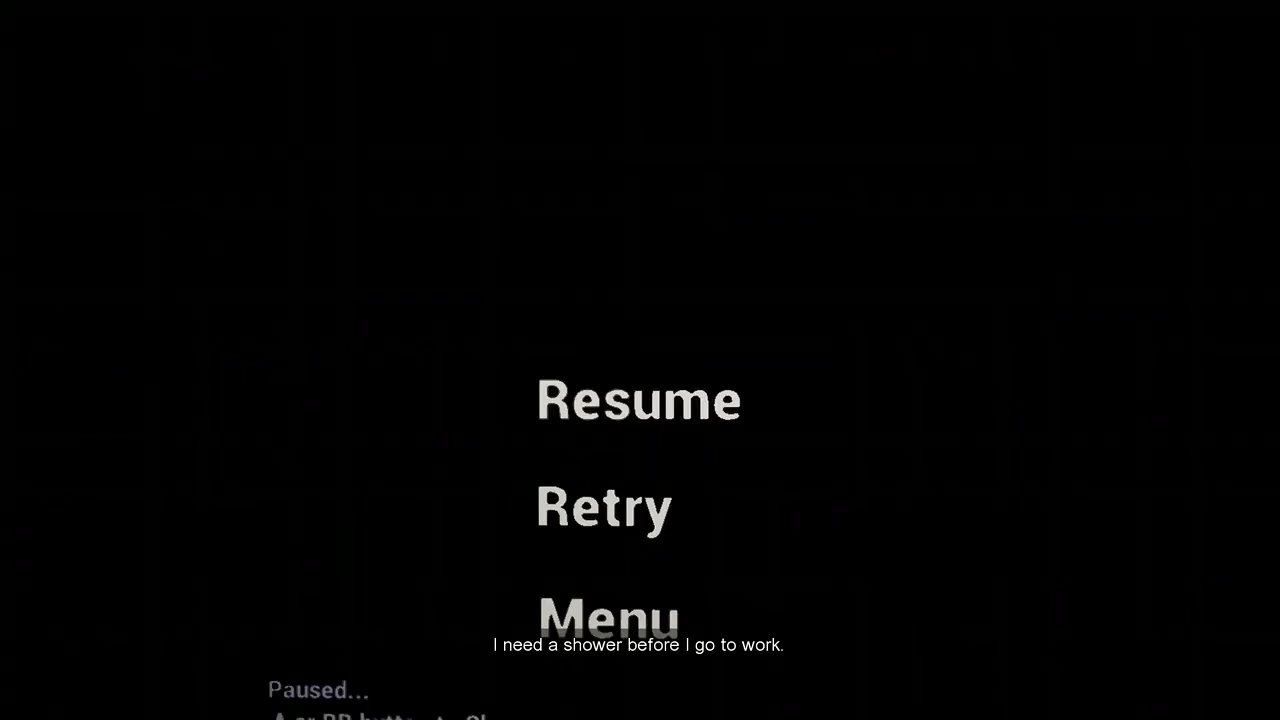 Resume
Retry
Menu
I need a shower before I go to work.
Paused...